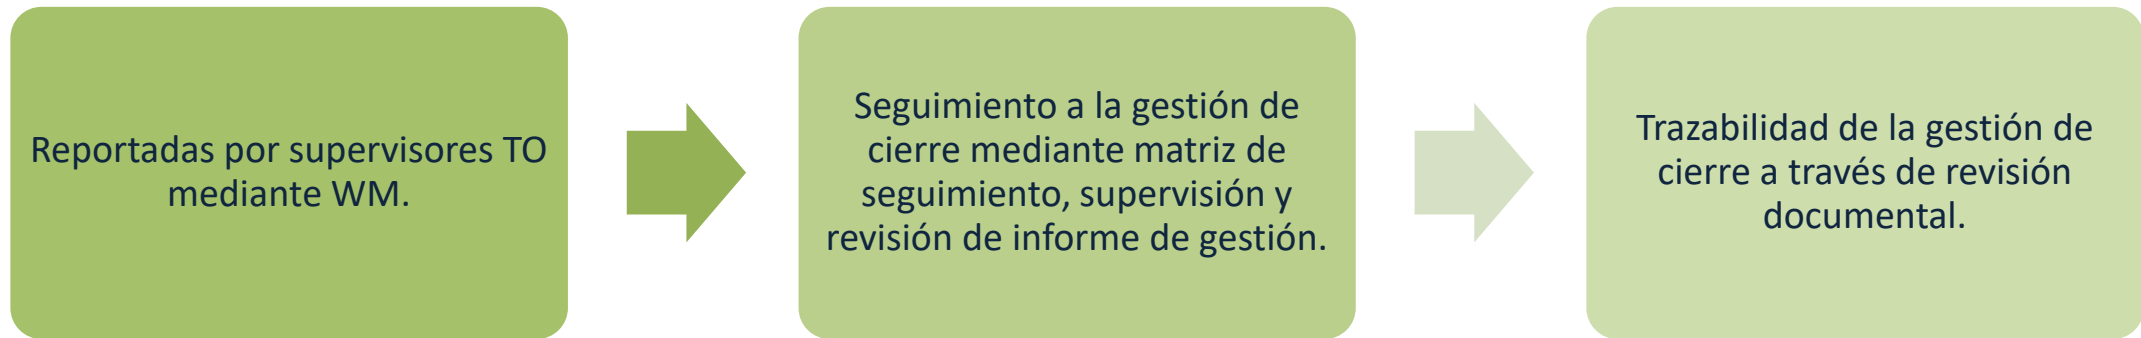 Reportadas por supervisores TO
mediante WM.
Seguimiento a la gestión de
cierre mediante matriz de
seguimiento, supervisión y
revisión de informe de gestión.
Trazabilidad de la gestión de
cierre a través de revisión
documental.